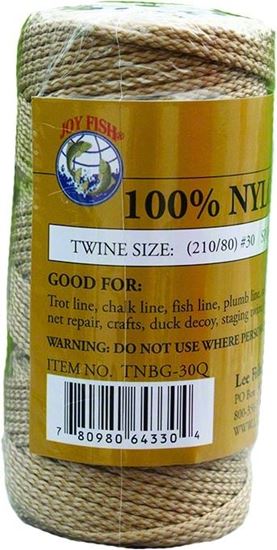 JOY FISH®
100% NYL
TWINE SIZE: (210/80) #30
GOOD FOR:
Trot line, chalk line, fish line, plumb line,
net repair, crafts, duck decoy, staging
WARNING: DO NOT USE WHERE PERSON
ITEM NO. TNBG-30Q
Lee
PO Box
7 80980 64330 4